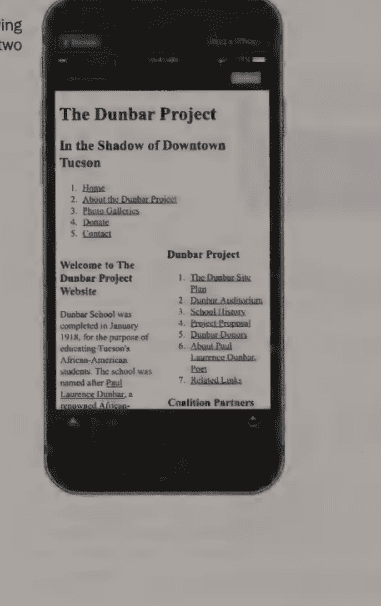 ing
two
The Dunbar Project
In the Shadow of Downtown
Tucson
1. Home
2. About the Dunbar Project
3. Photo Galleries
4. Donate
5. Contact
Welcome to The
Dunbar Project
Website
Dunbar School was
completed in January
1918, for the purpose of
educating Tucson's
African-American
students. The school was
named after Paul
Laurence Dunbar, a
renowned African-
Dunbar Project
1. The Dunbar Site
Plan
2. Dunbar Auditorium
3. School History
4. Project Proposal
5. Dunbar Donors
6. About Paul
Laurence Dunbar,
Poet
7. Related Links
Coalition Partners